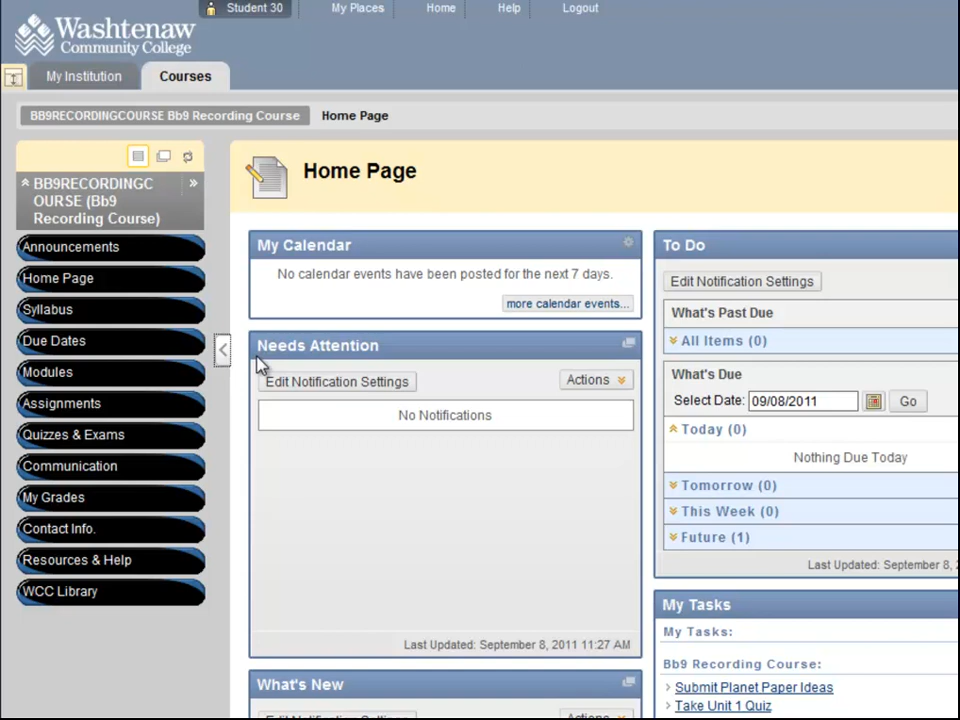 Student 30
My Places
Home
Help
Logout
Washtenaw
Community College
My Institution
Courses
BB9RECORDINGCOURSE Bb9 Recording Course
Home Page
BB9RECORDINGC
OURSE (Bb9
Recording Course)
Announcements
Home Page
Syllabus
Due Dates
Modules
Assignments
Quizzes & Exams
Communication
My Grades
Contact Info.
Resources & Help
WCC Library
Home Page
My Calendar
No calendar events have been posted for the next 7 days.
more calendar events...
Needs Attention
Edit Notification Settings
Actions
No Notifications
Last Updated: September 8, 2011 11:27 AM
What's New
Edit Notification Settings
Actions
To Do
Edit Notification Settings
What's Past Due
All Items (0)
What's Due
Select Date: 09/08/2011 Go
Today (0)
Nothing Due Today
Tomorrow (0)
This Week (0)
Future (1)
Last Updated: September 8,
My Tasks
My Tasks:
Bb9 Recording Course:
Submit Planet Paper Ideas
Take Unit 1 Quiz